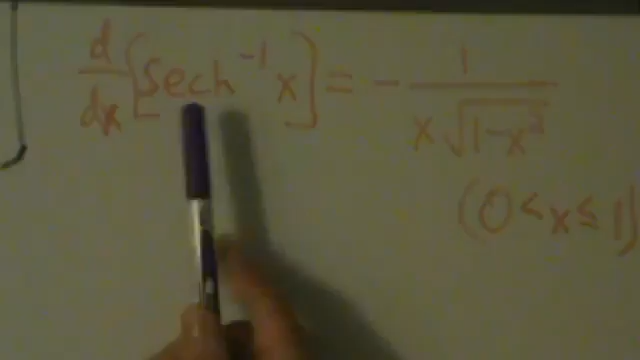 d/dx [sech⁻¹ x] = - 1/(x√(1-x²))
(0 < x ≤ 1)